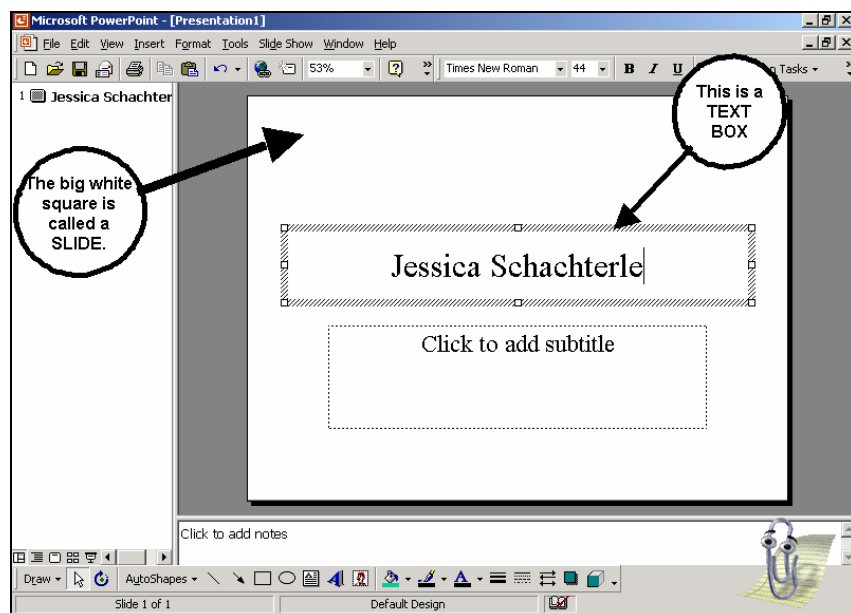 Microsoft PowerPoint - [Presentation1]
File Edit View Insert Format Tools Slide Show Window Help
53% Times New Roman 44 B I U Tasks
1 Jessica Schachter
This is a
TEXT
BOX
The big white
square is
called a
SLIDE.
Jessica Schachterle
Click to add subtitle
Click to add notes
Draw AutoShapes A
Slide 1 of 1 Default Design